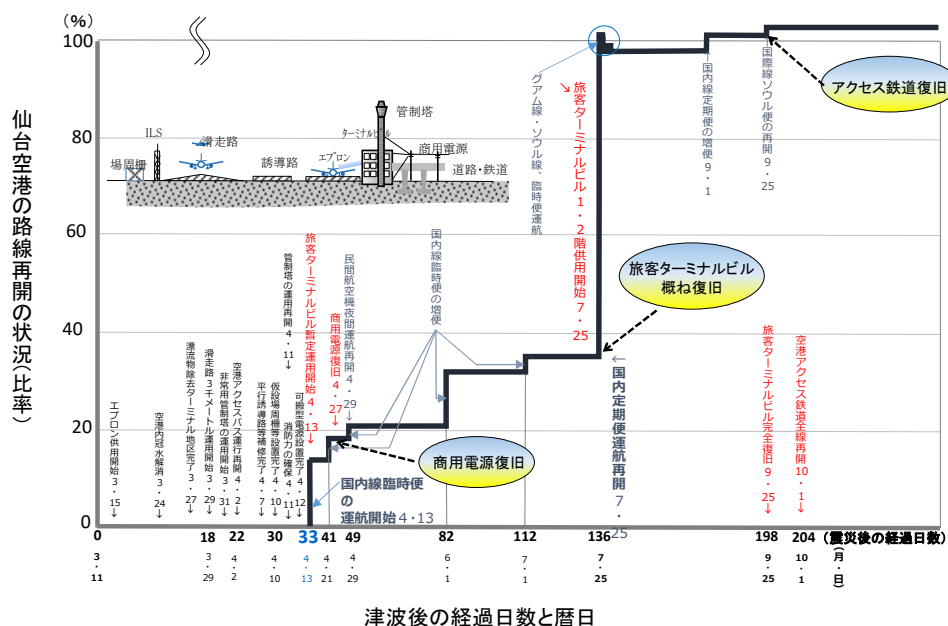 (%)
100
80
60
40
20
0
仙台空港の路線再開の状況(比率)
場周柵
ILS
滑走路
誘導路
エプロン
ターミナルビル
管制塔
商用電源
道路・鉄道
エプロン供用開始3・15→
空港内冠水解消3・24→
漂流物除去ターミナル地区完了3・27→
滑走路3千メートル運用開始3・29→
非常用管制塔の運用開始3・31→
空港アクセスバス運行再開4・2→
平行誘導路等補修完了4・7→
仮設場周柵等設置完了4・10→
管制塔の運用再開4・11→
消防力の確保4・11→
可搬型電源設置完了4・12→
旅客ターミナルビル暫定運用開始4・13→
商用電源復旧4・27→
民間航空機夜間運航再開4・29→
国内線臨時便の
運航開始4・13
商用電源復旧
国内線臨時便の増便
グアム線・ソウル線、臨時便運航
旅客ターミナルビル1・2階供用開始7・25
→
旅客ターミナルビル
概ね復旧
←国内定期便運航再開7・25
国内線定期便の増便9・1
国際線ソウル便の再開9・25
アクセス鉄道復旧
旅客ターミナルビル完全復旧9・25→
空港アクセス鉄道全線再開10・1→
0 18 22 30 33 41 49 82 112 136 198 204 (震災後の経過日数)
3・11 3・29 4・2 4・10 4・13 4・21 4・29 6・1 7・1 7・25 9・25 10・1 (月・日)
津波後の経過日数と暦日